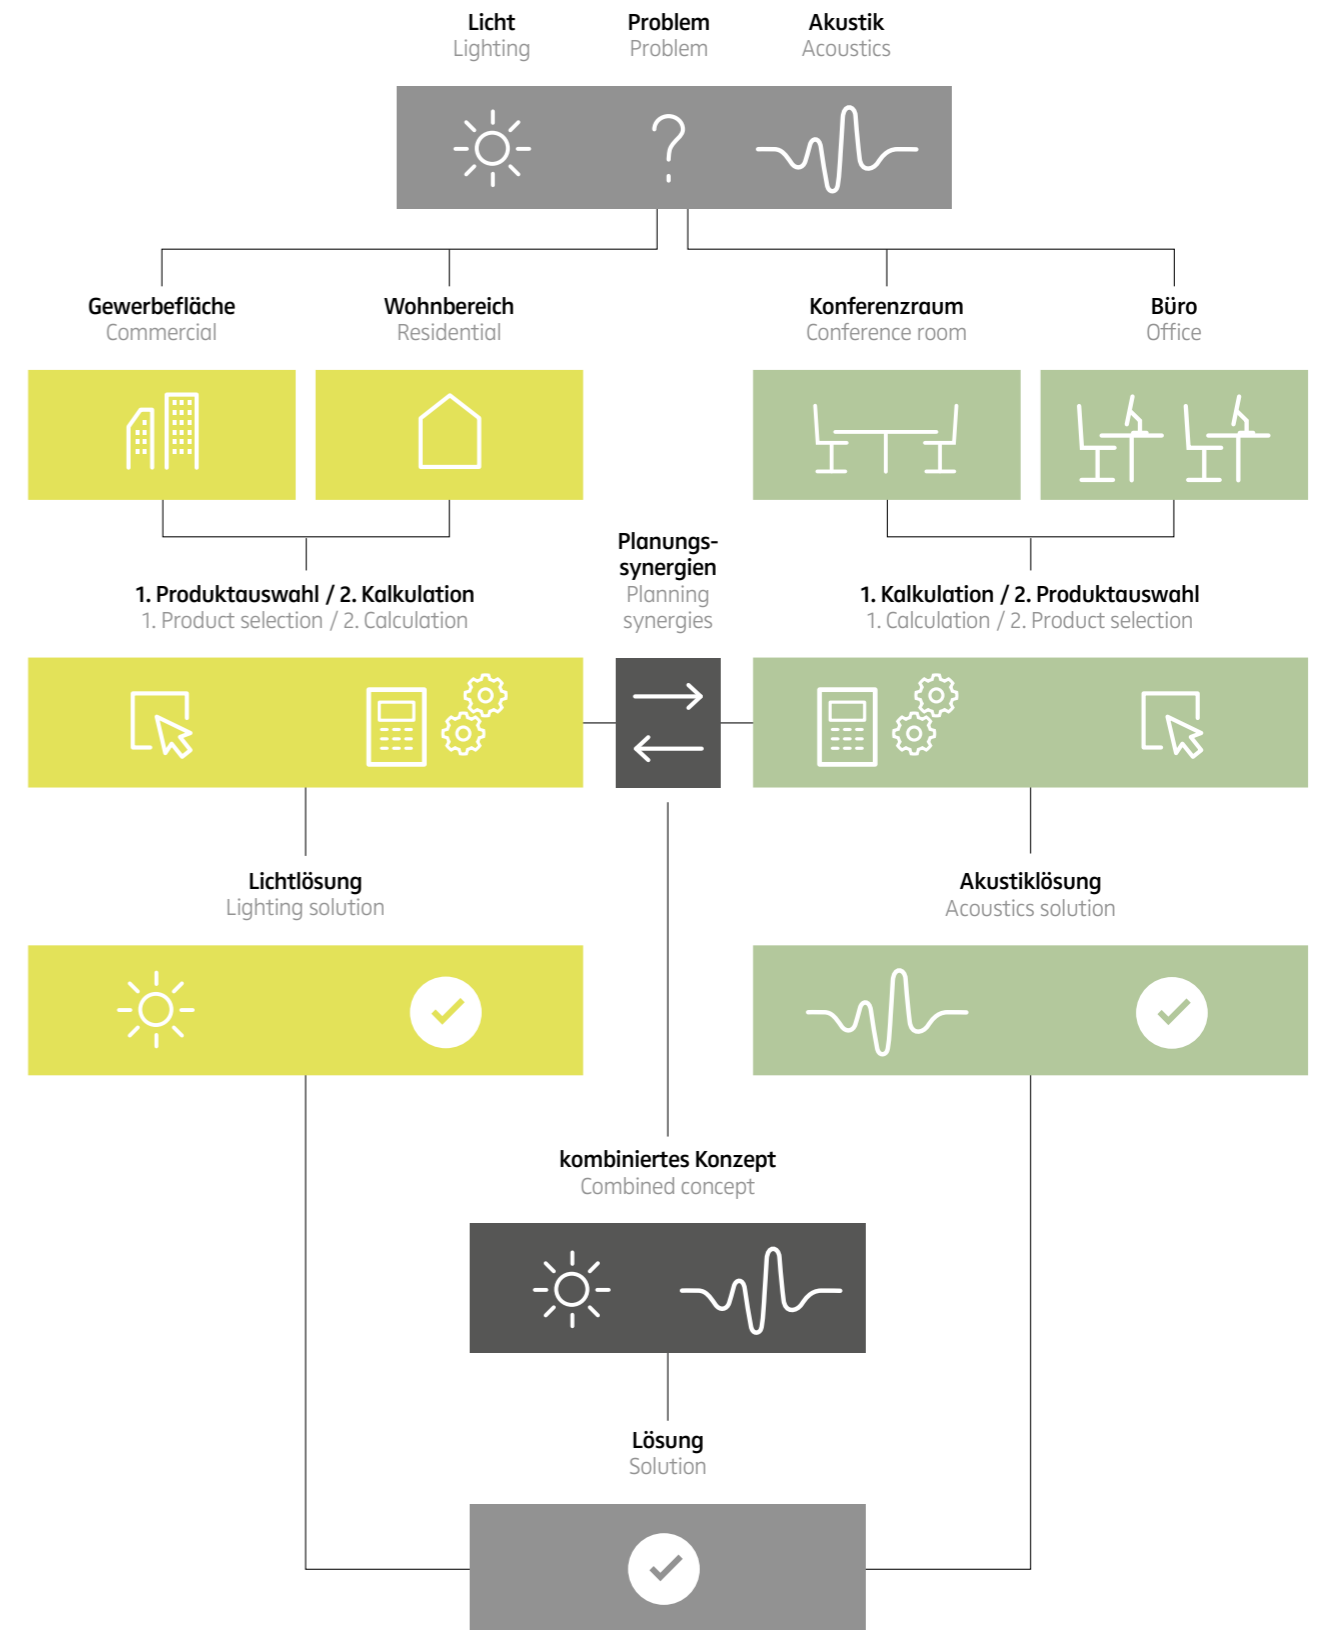 Licht
Lighting
Problem
Problem
Akustik
Acoustics
Gewerbefläche
Commercial
Wohnbereich
Residential
Konferenzraum
Conference room
Büro
Office
1. Produktauswahl / 2. Kalkulation
1. Product selection / 2. Calculation
Planungs-
synergien
Planning
synergies
1. Kalkulation / 2. Produktauswahl
1. Calculation / 2. Product selection
Lichtlösung
Lighting solution
Akustiklösung
Acoustics solution
kombiniertes Konzept
Combined concept
Lösung
Solution